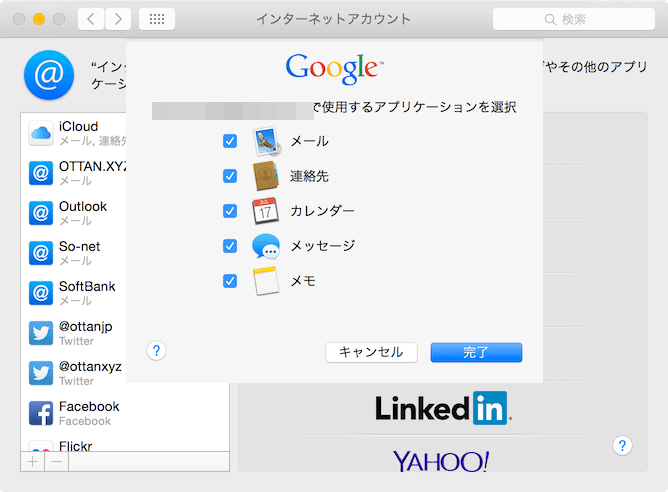 インターネットアカウント
検索
“イン
ゲやその他のアプリ
ケーシ
Google™
で使用するアプリケーションを選択
メール
連絡先
17
カレンダー
メッセージ
メモ
?
キャンセル
完了
iCloud
メール, 連絡先
OTTAN.XYZ
メール
Outlook
メール
So-net
メール
SoftBank
メール
@ottanjp
Twitter
@ottanxyz
Twitter
Facebook
Facebook
Flickr
LinkedIn
YAHOO!
?